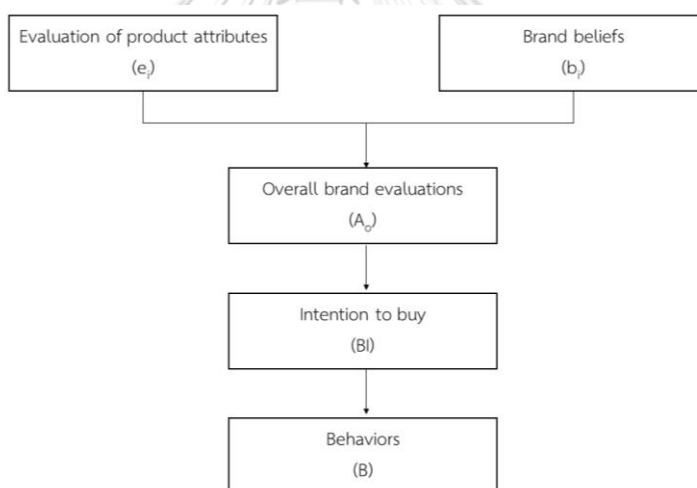 Evaluation of product attributes
(eᵢ)
Brand beliefs
(bᵢ)
Overall brand evaluations
(Aₒ)
Intention to buy
(BI)
Behaviors
(B)